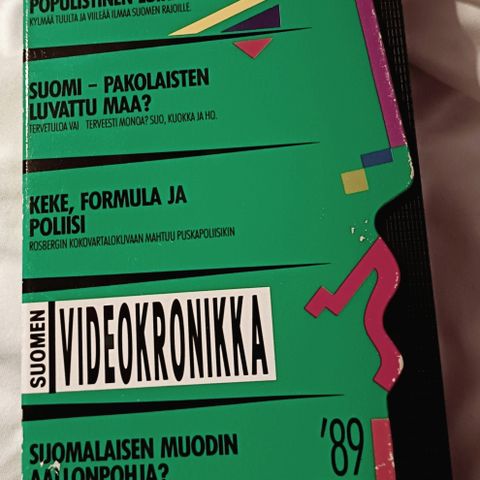 POPULISTINEN
KYLMÄÄ TUULTA JA VIILEÄÄ ILMAA SUOMEN RAJOILLE.
SUOMI – PAKOLAISTEN
LUVATTU MAA?
TERVETULOA VAI TERVEESTI MONOA? SUO, KUOKKA JA HO.
KEKE, FORMULA JA
POLIISI
ROSBERGIN KOKOVARTALOKUVAAN MAHTUU PUSKAPOLIISIKIN
SUOMEN
VIDEOKRONIKKA
'89
SUOMALAISEN MUODIN
AALLONPOHJA?